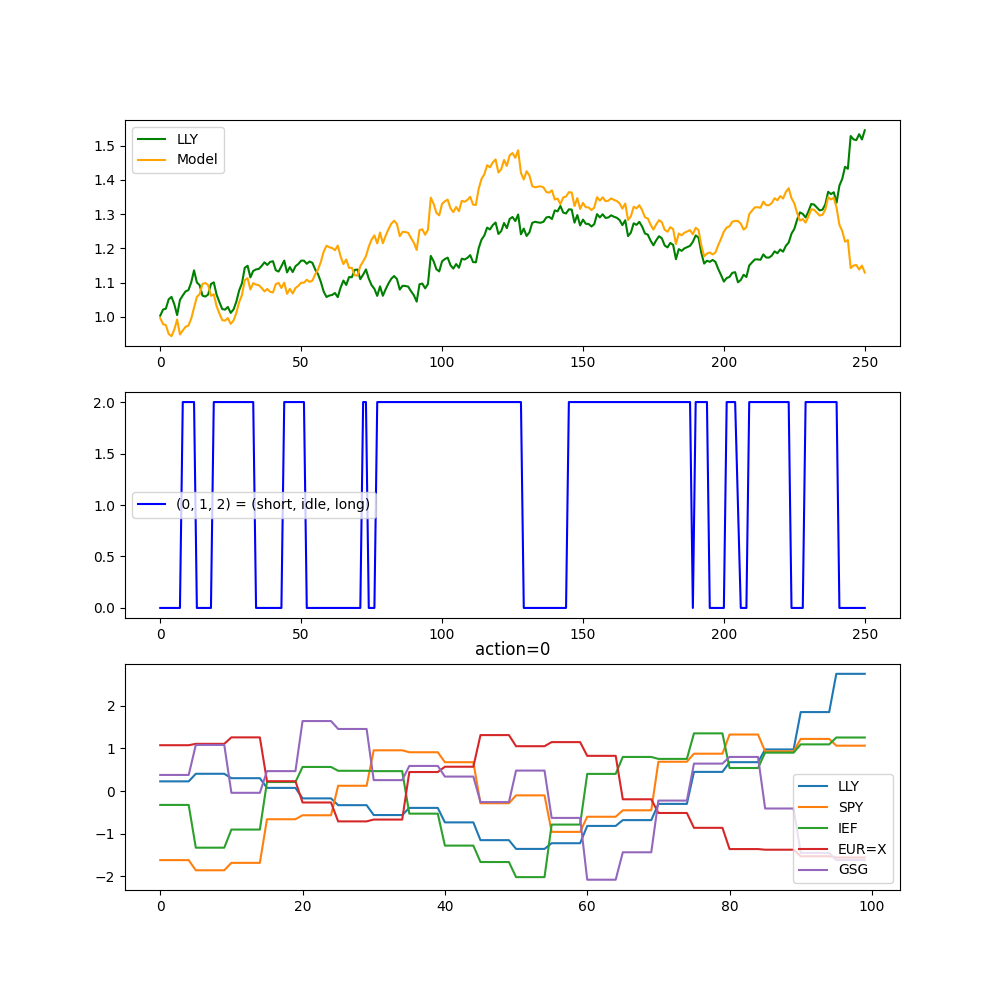 LLY
Model
1.5
1.4
1.3
1.2
1.1
1.0
0 50 100 150 200 250
2.0
1.5
1.0
0.5
0.0
(0, 1, 2) = (short, idle, long)
0 50 100 150 200 250
action=0
2
1
0
−1
−2
LLY
SPY
IEF
EUR=X
GSG
0 20 40 60 80 100